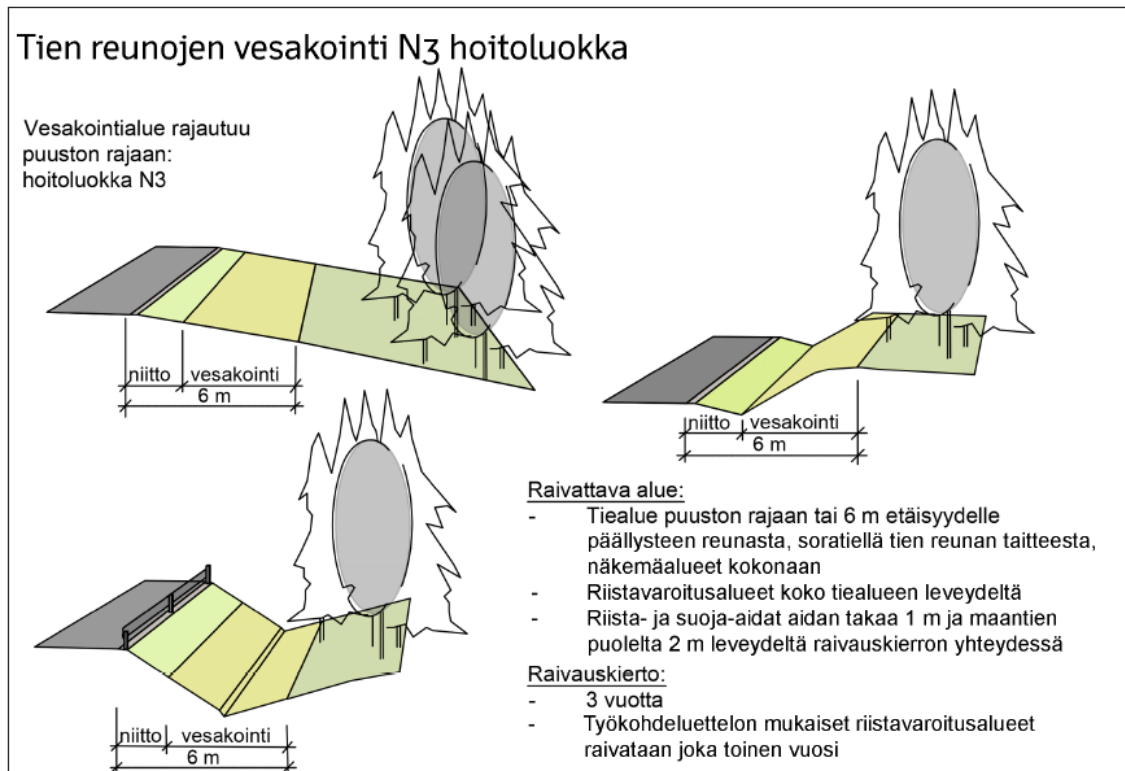 Tien reunojen vesakointi N3 hoitoluokka
Vesakointialue rajautuu
puuston rajaan:
hoitoluokka N3
niitto vesakointi
6 m
niitto vesakointi
6 m
niitto vesakointi
6 m
Raivattava alue:
- Tiealue puuston rajaan tai 6 m etäisyydelle
päällysteen reunasta, soratiellä tien reunan taitteesta,
näkemäalueet kokonaan
- Riistavaroitusalueet koko tiealueen leveydeltä
- Riista- ja suoja-aidat aidan takaa 1 m ja maantien
puolelta 2 m leveydeltä raivauskierron yhteydessä
Raivauskierto:
- 3 vuotta
- Työkohdeluettelon mukaiset riistavaroitusalueet
raivataan joka toinen vuosi